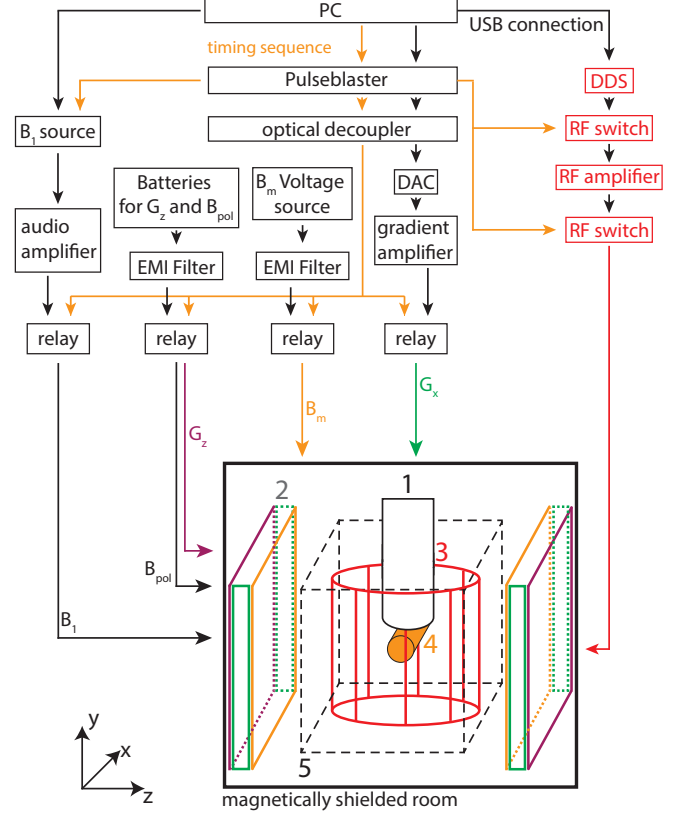 PC
USB connection
timing sequence
Pulseblaster
DDS
B1 source
optical decoupler
RF switch
Batteries
for Gz and Bpol
Bm Voltage
source
DAC
RF amplifier
audio
amplifier
gradient
amplifier
RF switch
EMI Filter
EMI Filter
relay
relay
relay
relay
Gx
Bm
Gz
2
1
3
Bpol
B1
4
5
y
x
z
magnetically shielded room